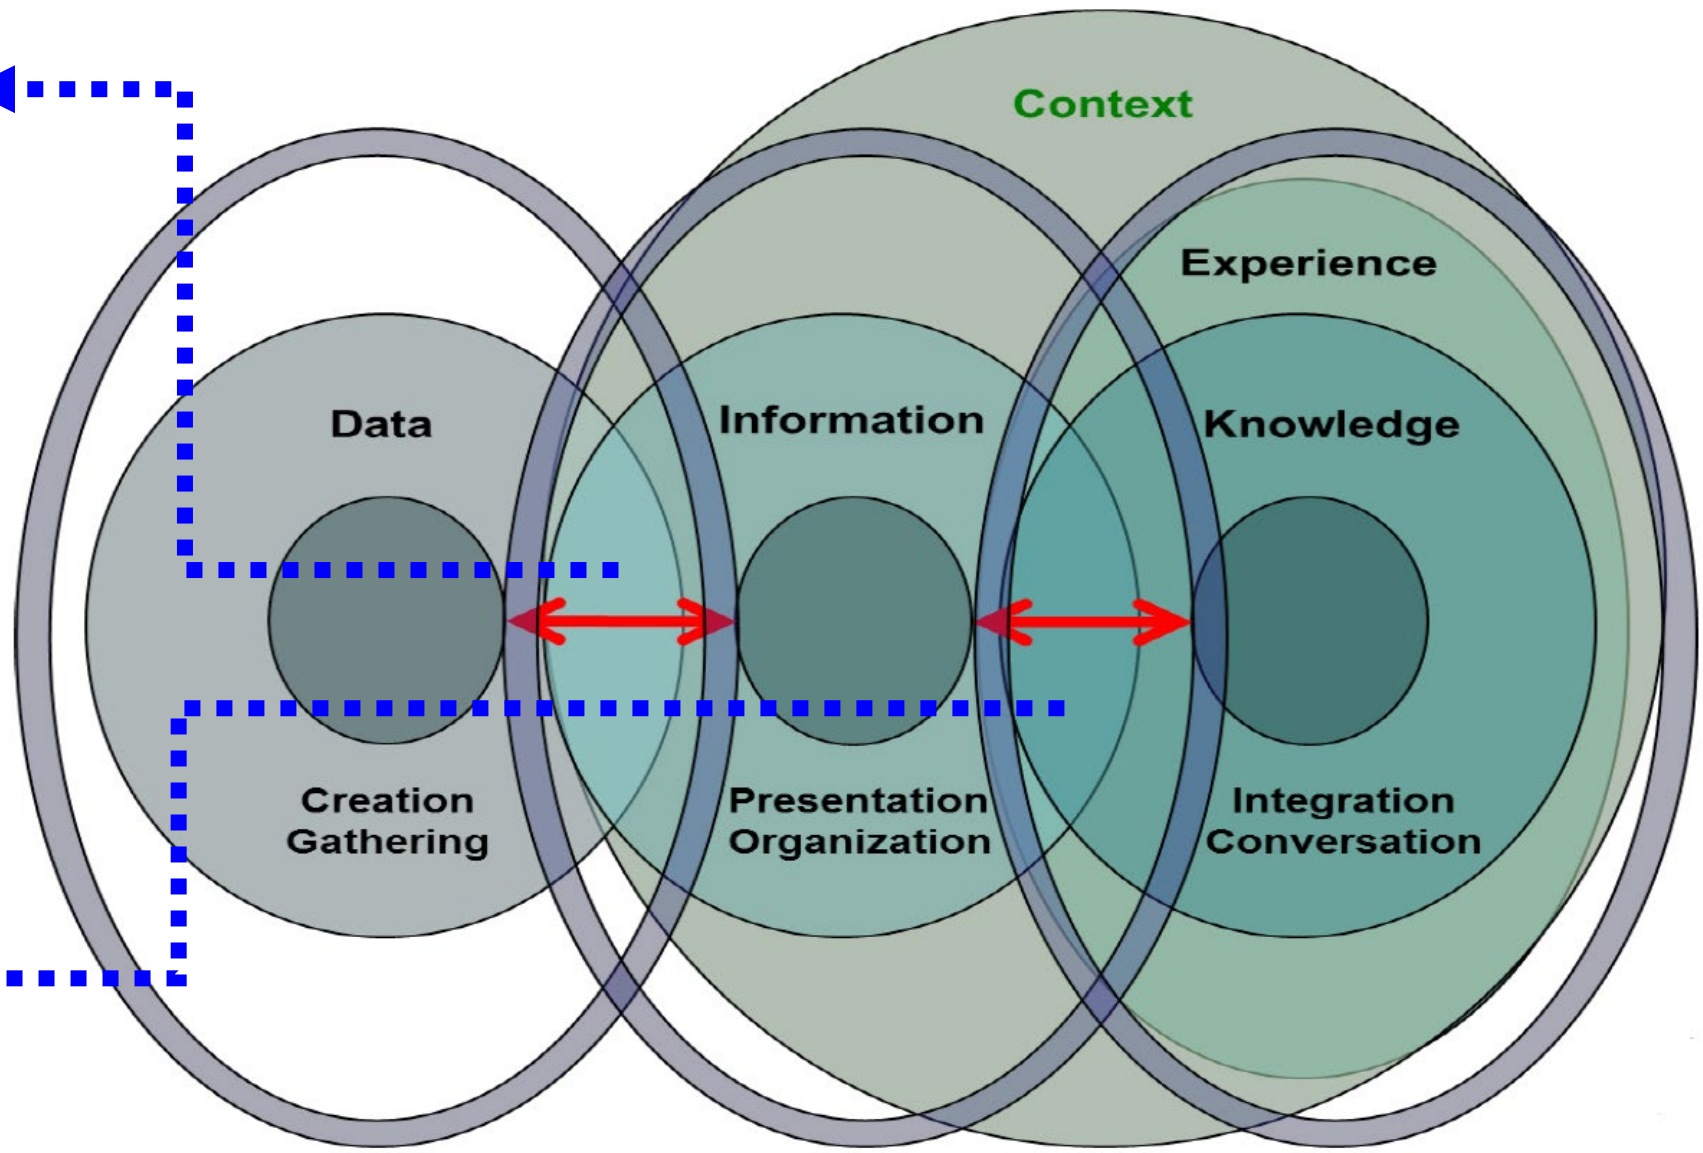 Context
Experience
Data
Information
Knowledge
Creation
Gathering
Presentation
Organization
Integration
Conversation